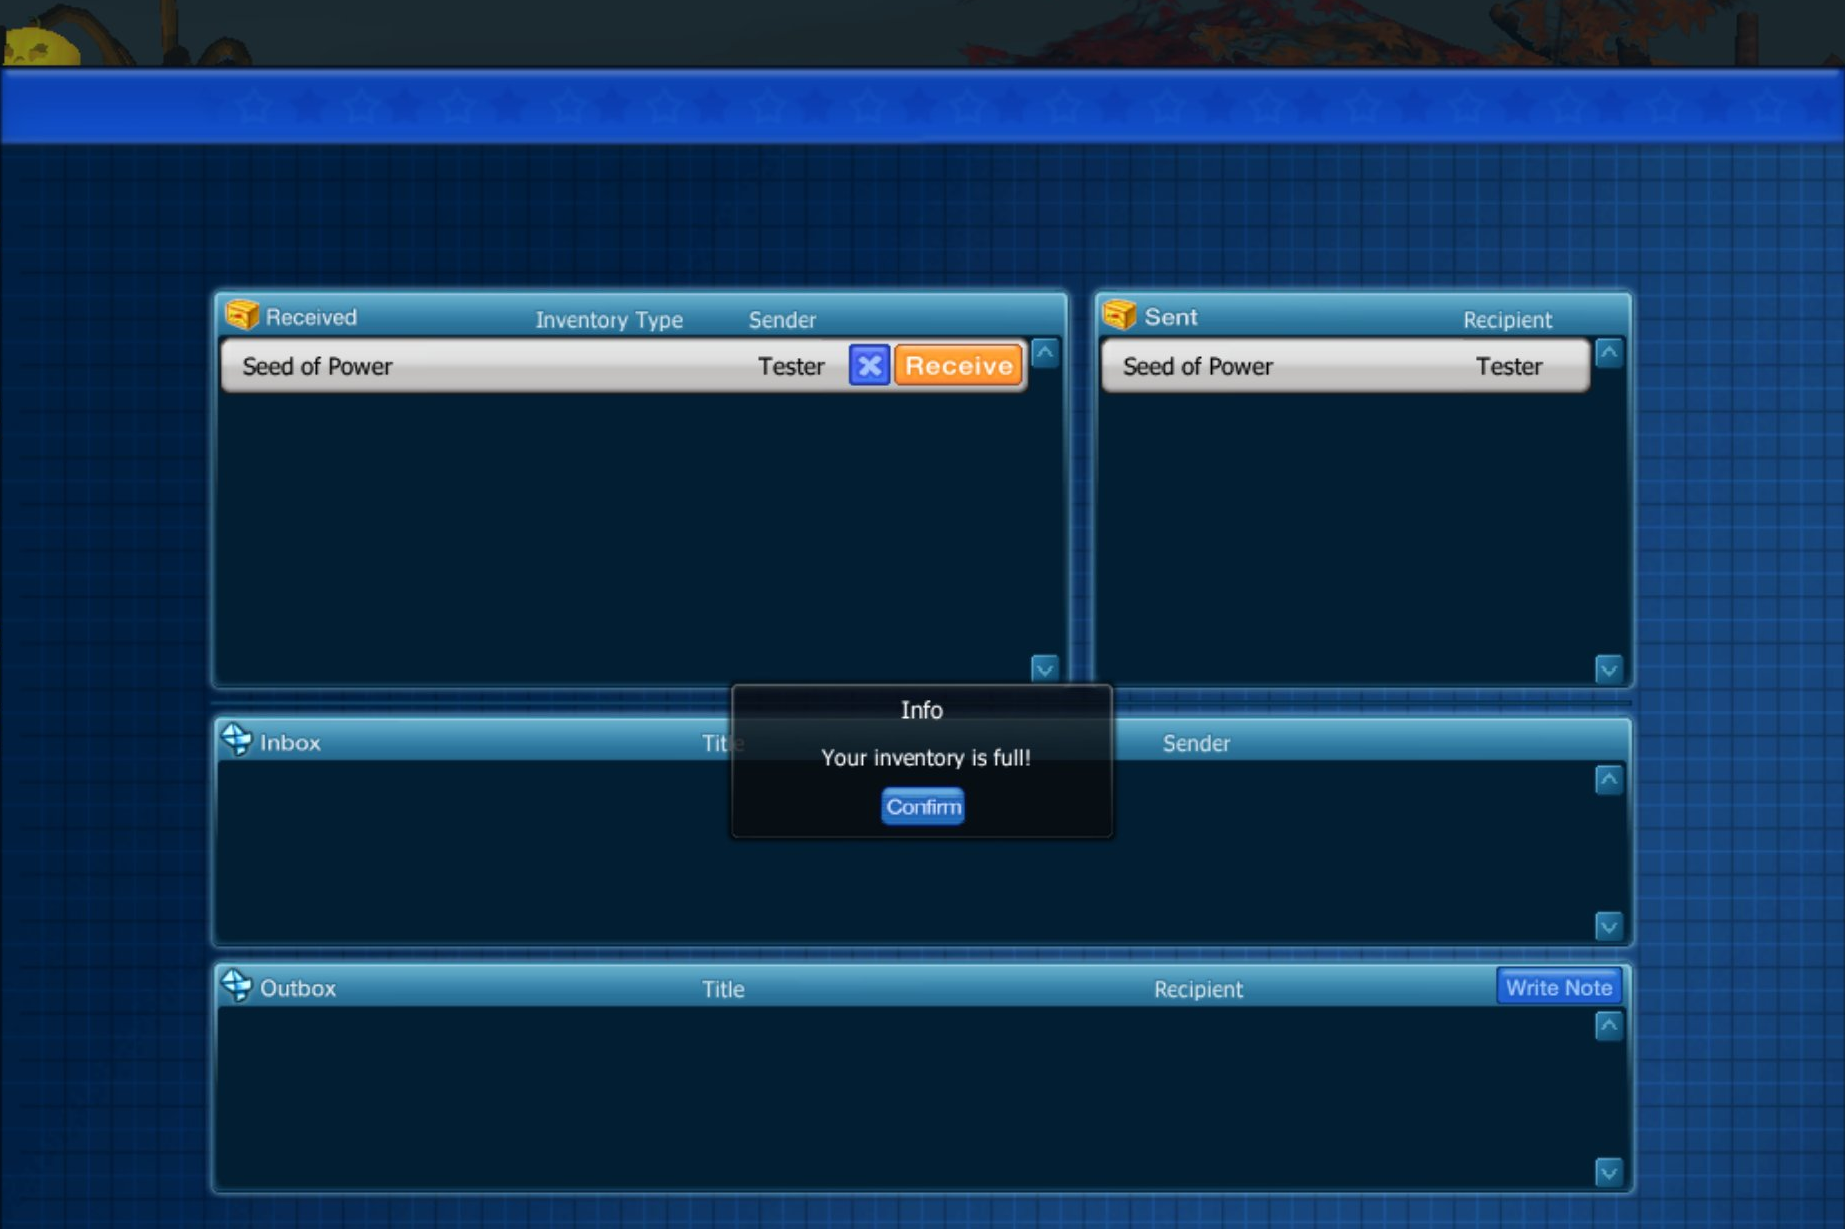 Received Inventory Type Sender
Seed of Power Tester Receive
Sent Recipient
Seed of Power Tester
Info
Your inventory is full!
Confirm
Inbox Title Sender
Outbox Title Recipient Write Note